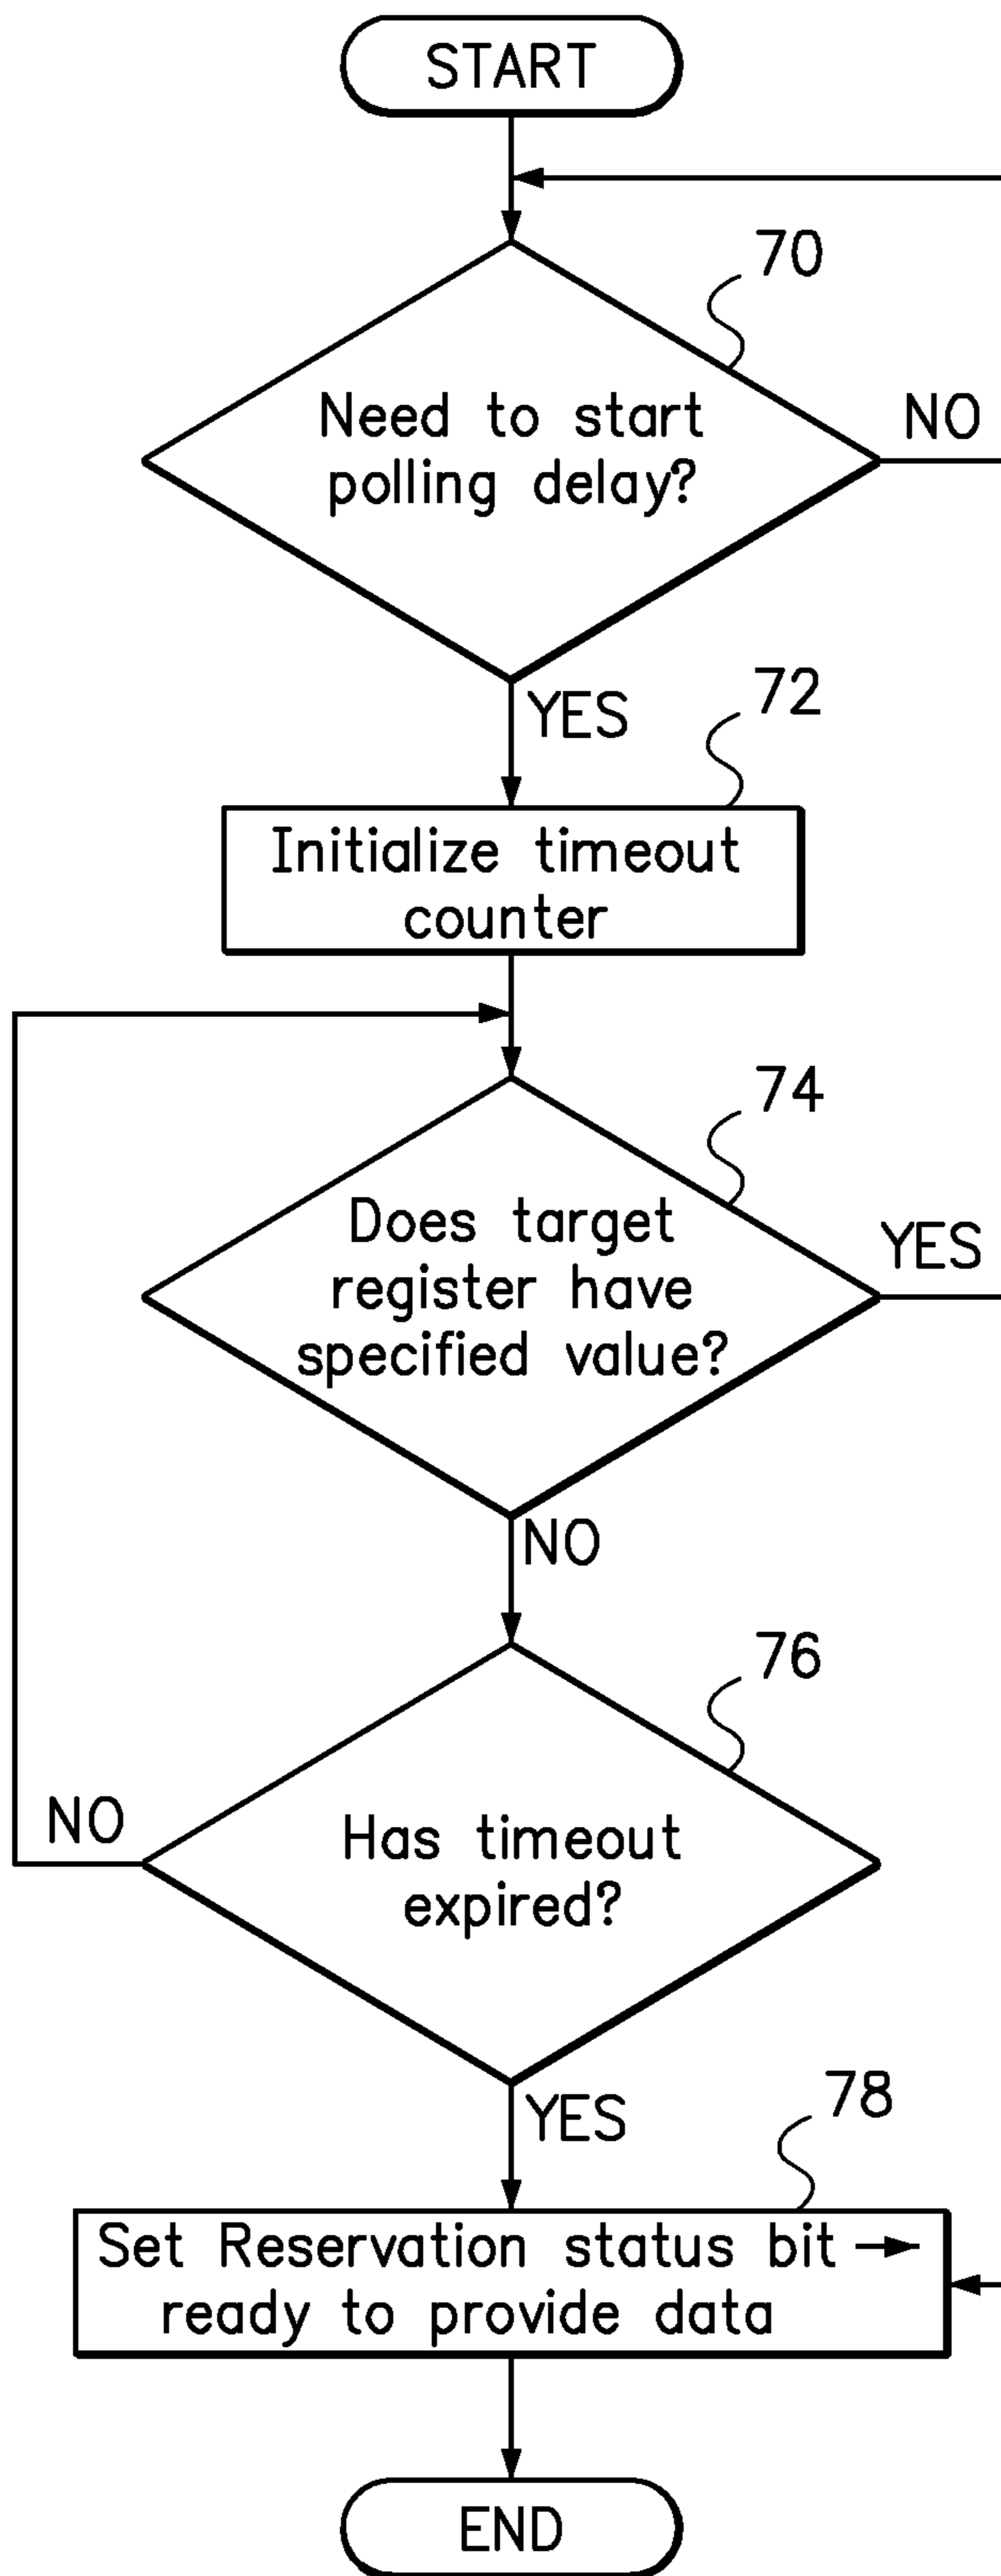 START
70
Need to start
polling delay?
NO
YES
72
Initialize timeout
counter
74
Does target
register have
specified value?
YES
NO
76
Has timeout
expired?
NO
YES
78
Set Reservation status bit →
ready to provide data
END